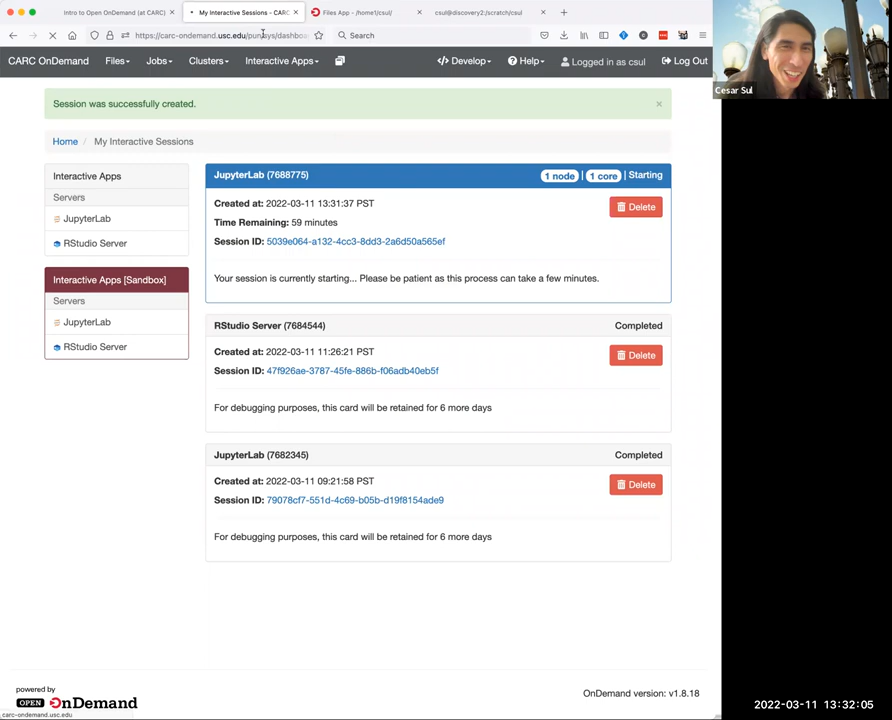 Intro to Open OnDemand (at CARC)
My Interactive Sessions - CARC
Files App - /home1/csul/
csul@discovery2:/scratch/csul
Search
CARC OnDemand
Files
Jobs
Clusters
Interactive Apps
</> Develop
Help
Logged in as csul
Log Out
Cesar Sul
Session was successfully created.
×
Home / My Interactive Sessions
Interactive Apps
Servers
JupyterLab
RStudio Server
Interactive Apps [Sandbox]
Servers
JupyterLab
RStudio Server
JupyterLab (7688775)
1 node | 1 core | Starting
Created at: 2022-03-11 13:31:37 PST
Delete
Time Remaining: 59 minutes
Session ID: 5039e064-a132-4cc3-8dd3-2a6d50a565ef
Your session is currently starting... Please be patient as this process can take a few minutes.
RStudio Server (7684544)
Completed
Created at: 2022-03-11 11:26:21 PST
Delete
Session ID: 47f926ae-3787-45fe-886b-f06adb40eb5f
For debugging purposes, this card will be retained for 6 more days
JupyterLab (7682345)
Completed
Created at: 2022-03-11 09:21:58 PST
Delete
Session ID: 79078cf7-551d-4c69-b05b-d19f8154ade9
For debugging purposes, this card will be retained for 6 more days
powered by
OPEN OnDemand
OnDemand version: v1.8.18
carc-ondemand.usc.edu
2022-03-11 13:32:05